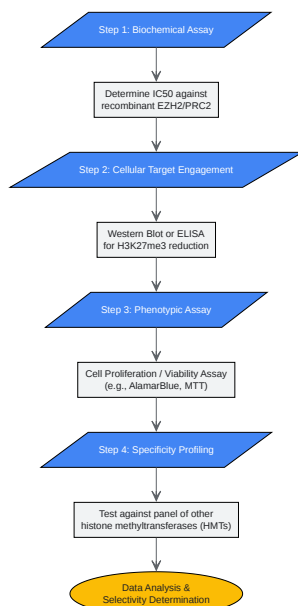 Step 1: Biochemical Assay
Determine IC50 against
recombinant EZH2/PRC2
Step 2: Cellular Target Engagement
Western Blot or ELISA
for H3K27me3 reduction
Step 3: Phenotypic Assay
Cell Proliferation / Viability Assay
(e.g., AlamarBlue, MTT)
Step 4: Specificity Profiling
Test against panel of other
histone methyltransferases (HMTs)
Data Analysis &
Selectivity Determination